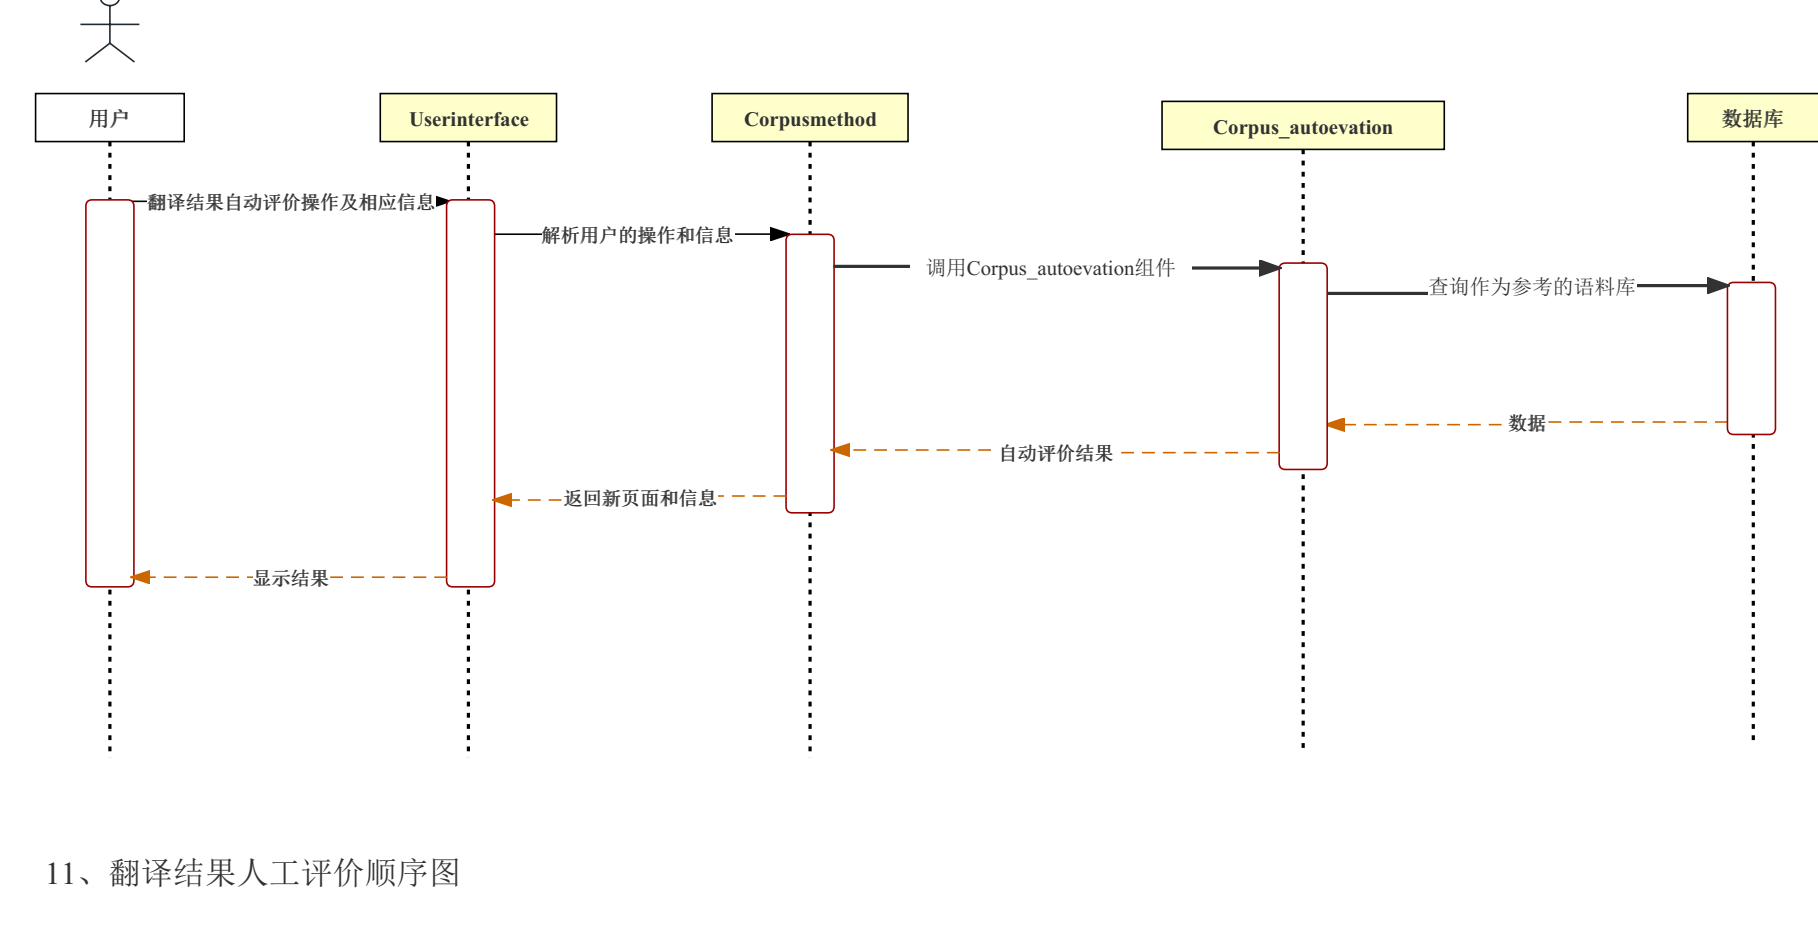 用户
Userinterface
Corpusmethod
Corpus_autoevation
数据库
翻译结果自动评价操作及相应信息
解析用户的操作和信息
调用Corpus_autoevation组件
查询作为参考的语料库
数据
自动评价结果
返回新页面和信息
显示结果
11、翻译结果人工评价顺序图